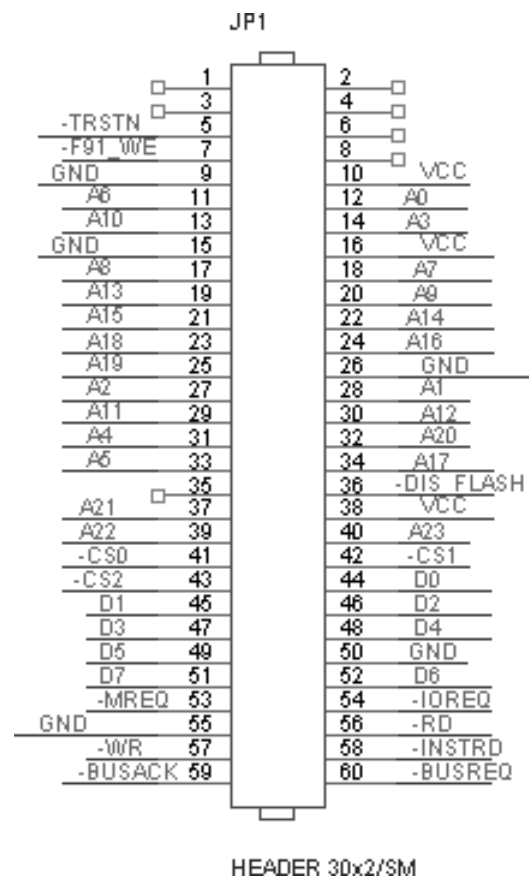 JP1
1 2
3 4
-TRSTN 5 6
-F91_WE 7 8
GND 9 10 VCC
A6 11 12 A0
A10 13 14 A3
GND 15 16 VCC
A8 17 18 A7
A13 19 20 A9
A15 21 22 A14
A18 23 24 A16
A19 25 26 GND
A2 27 28 A1
A11 29 30 A12
A4 31 32 A20
A5 33 34 A17
35 36 -DIS_FLASH
A21 37 38 VCC
A22 39 40 A23
-CS0 41 42 -CS1
-CS2 43 44 D0
D1 45 46 D2
D3 47 48 D4
D5 49 50 GND
D7 51 52 D6
-MREQ 53 54 -IOREQ
GND 55 56 -RD
-WR 57 58 -INSTRD
-BUSACK 59 60 -BUSREQ
HEADER 30x2/SM